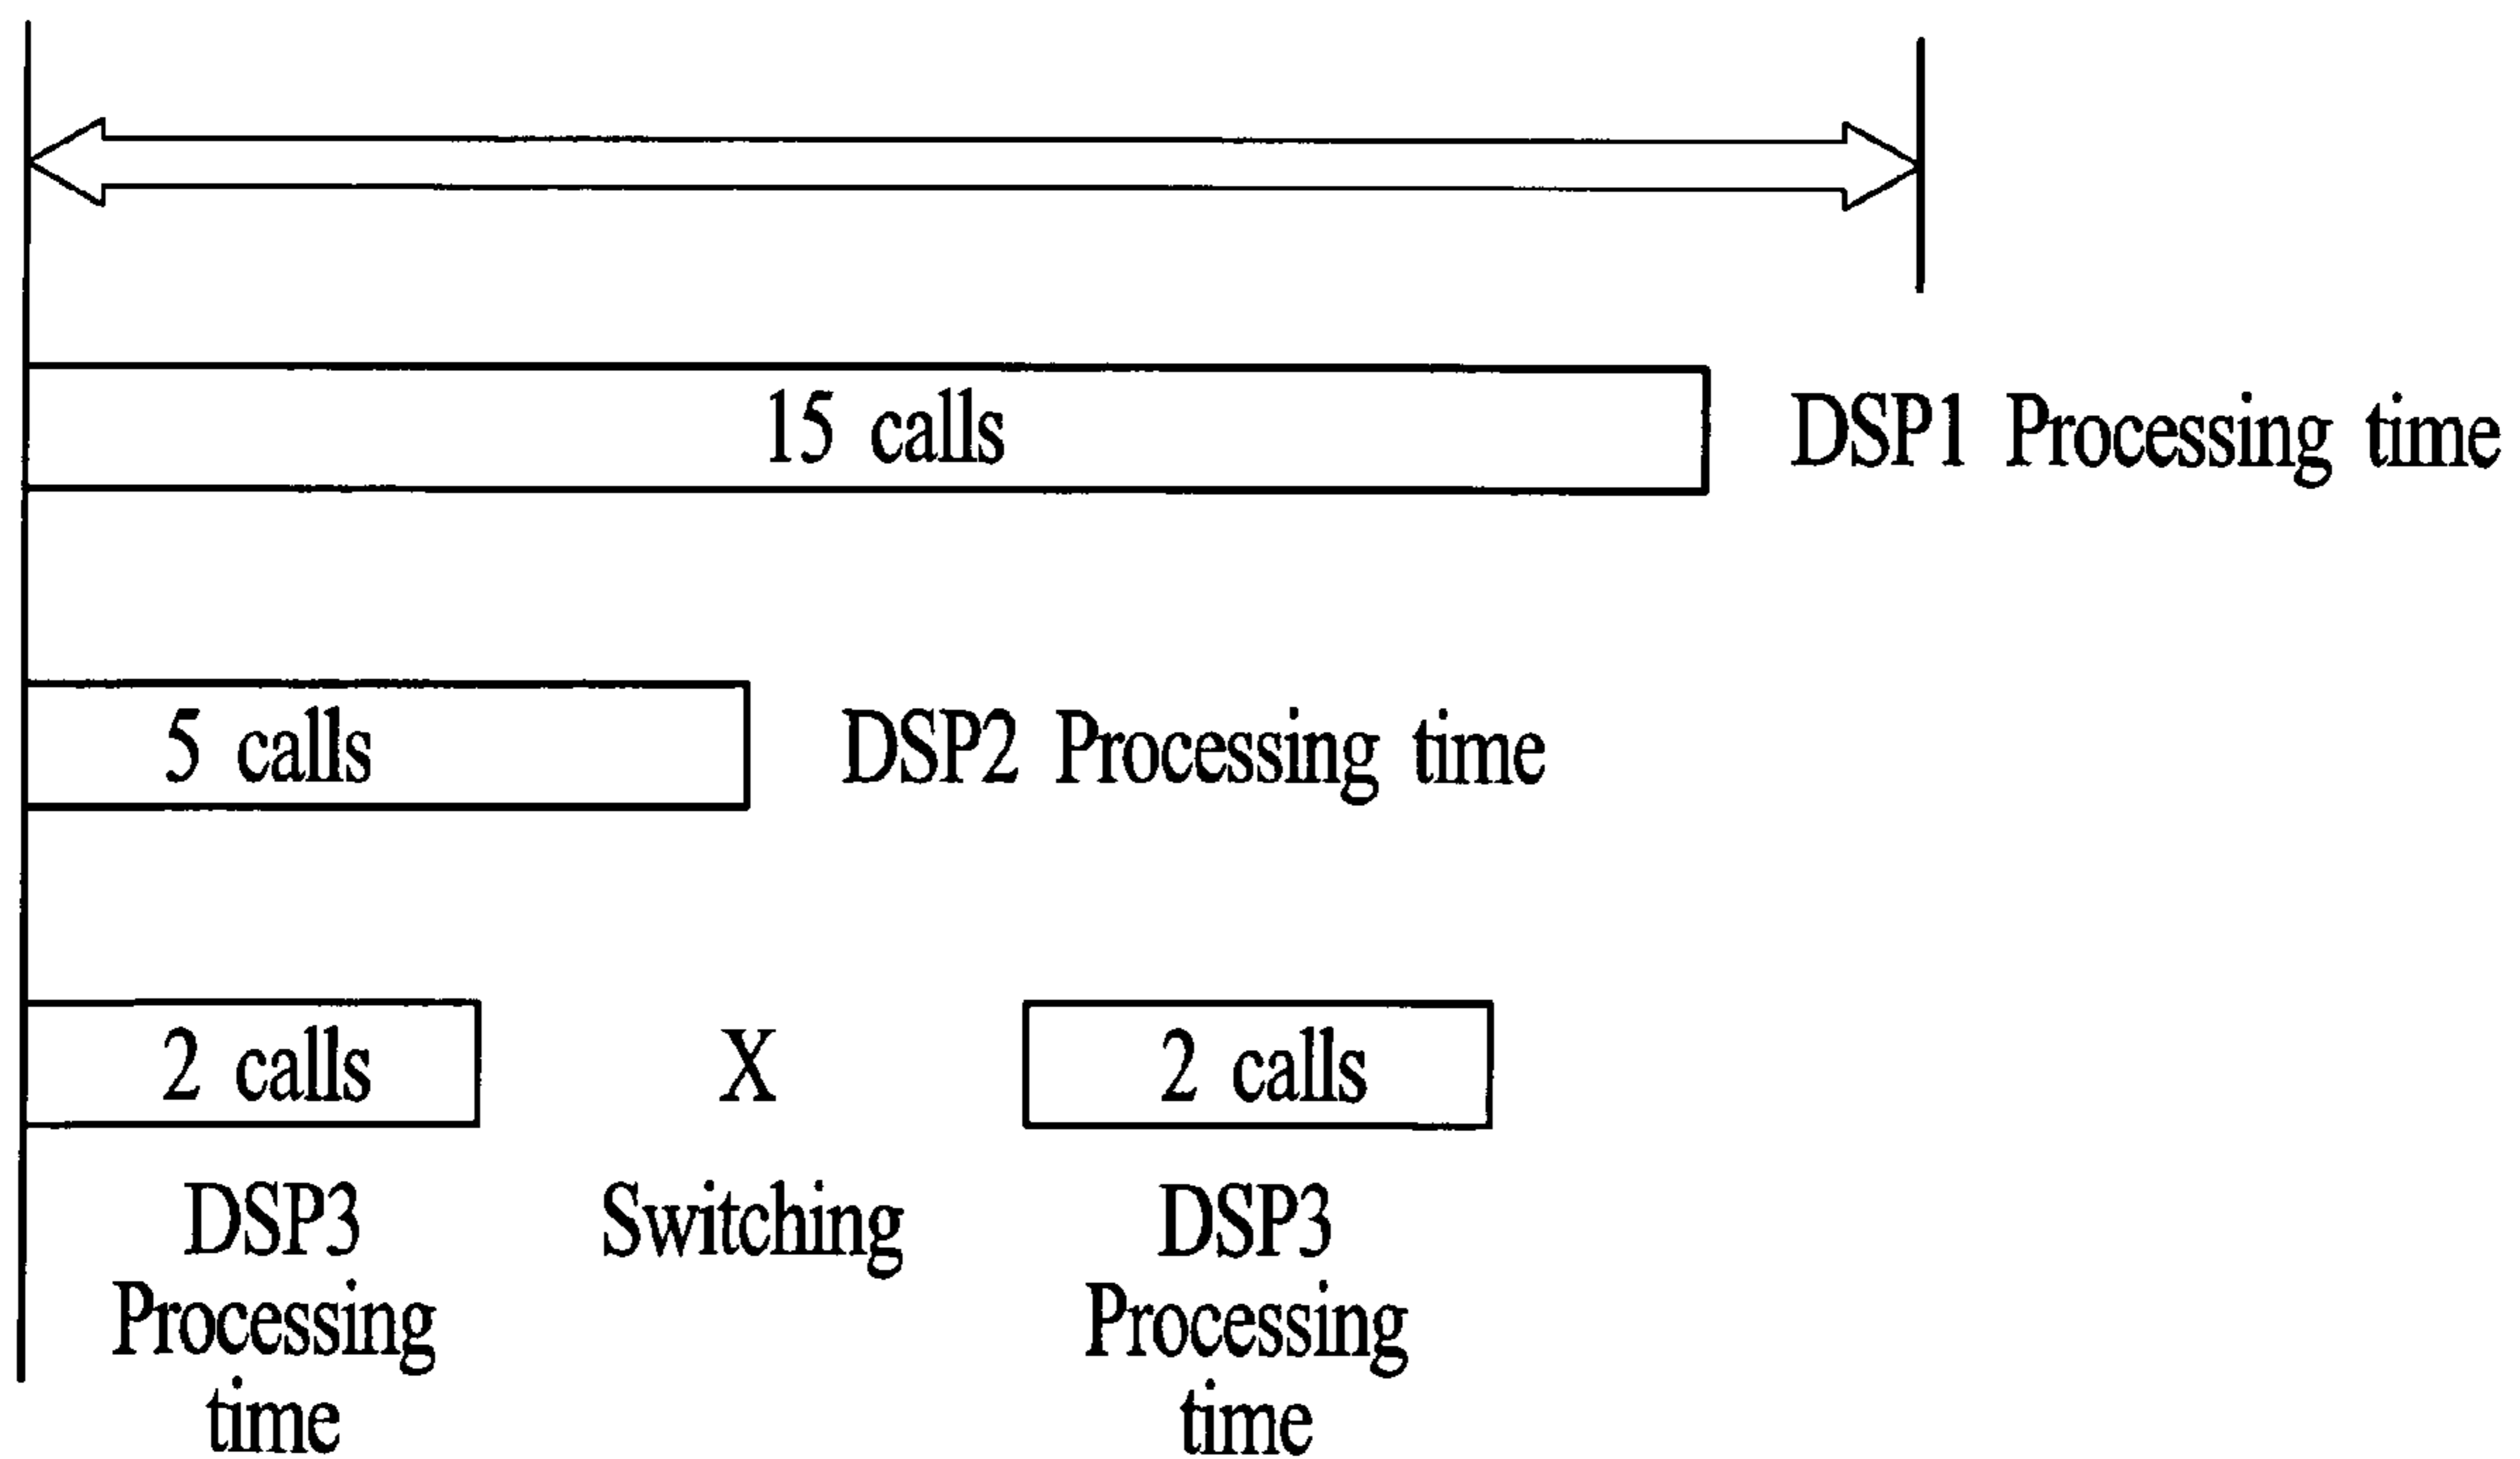 15 calls DSP1 Processing time
5 calls DSP2 Processing time
2 calls X 2 calls
DSP3 Switching DSP3
Processing Processing
time time